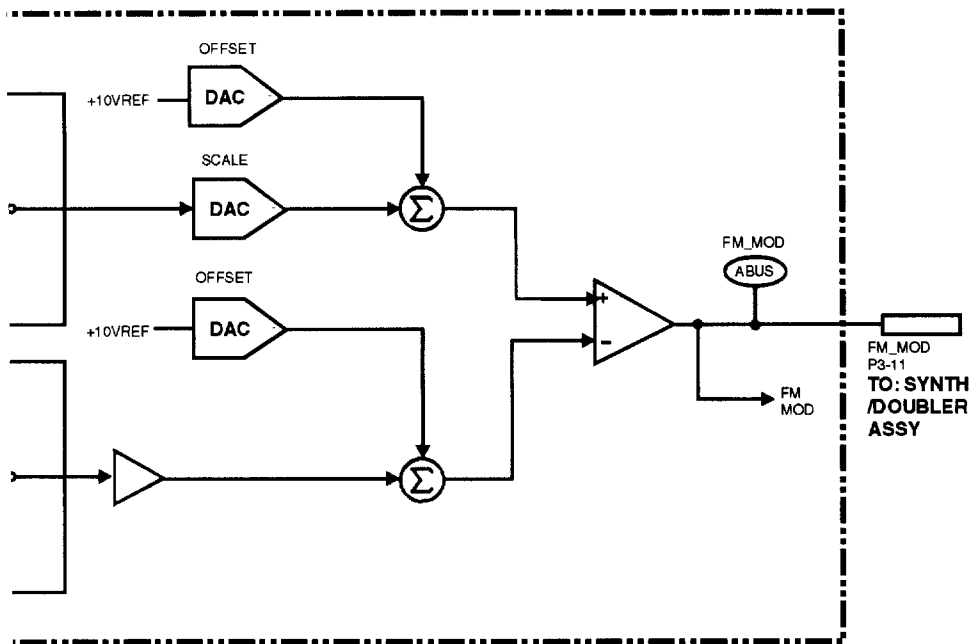 OFFSET
+10VREF
DAC
SCALE
DAC
Σ
OFFSET
+10VREF
DAC
Σ
+
-
FM_MOD
ABUS
FM
MOD
FM_MOD
P3-11
TO: SYNTH
/DOUBLER
ASSY